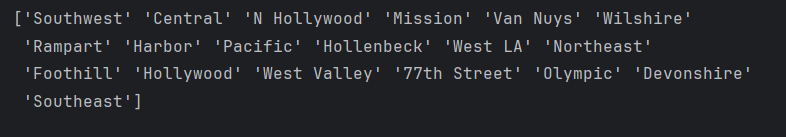 ['Southwest' 'Central' 'N Hollywood' 'Mission' 'Van Nuys' 'Wilshire'
 'Rampart' 'Harbor' 'Pacific' 'Hollenbeck' 'West LA' 'Northeast'
 'Foothill' 'Hollywood' 'West Valley' '77th Street' 'Olympic' 'Devonshire'
 'Southeast']